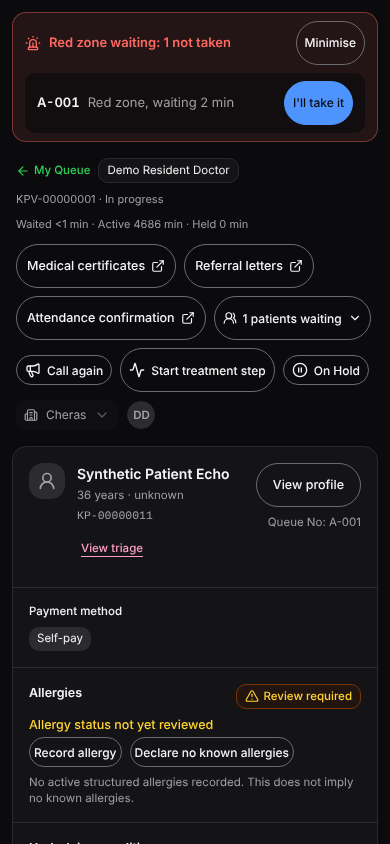 Red zone waiting: 1 not taken
Minimise
A-001 Red zone, waiting 2 min
I'll take it
My Queue
Demo Resident Doctor
KPV-00000001 · In progress
Waited <1 min · Active 4686 min · Held 0 min
Medical certificates
Referral letters
Attendance confirmation
1 patients waiting
Call again
Start treatment step
On Hold
Cheras
DD
Synthetic Patient Echo
36 years · unknown
KP-00000011
View profile
Queue No: A-001
View triage
Payment method
Self-pay
Allergies
Review required
Allergy status not yet reviewed
Record allergy
Declare no known allergies
No active structured allergies recorded. This does not imply
no known allergies.